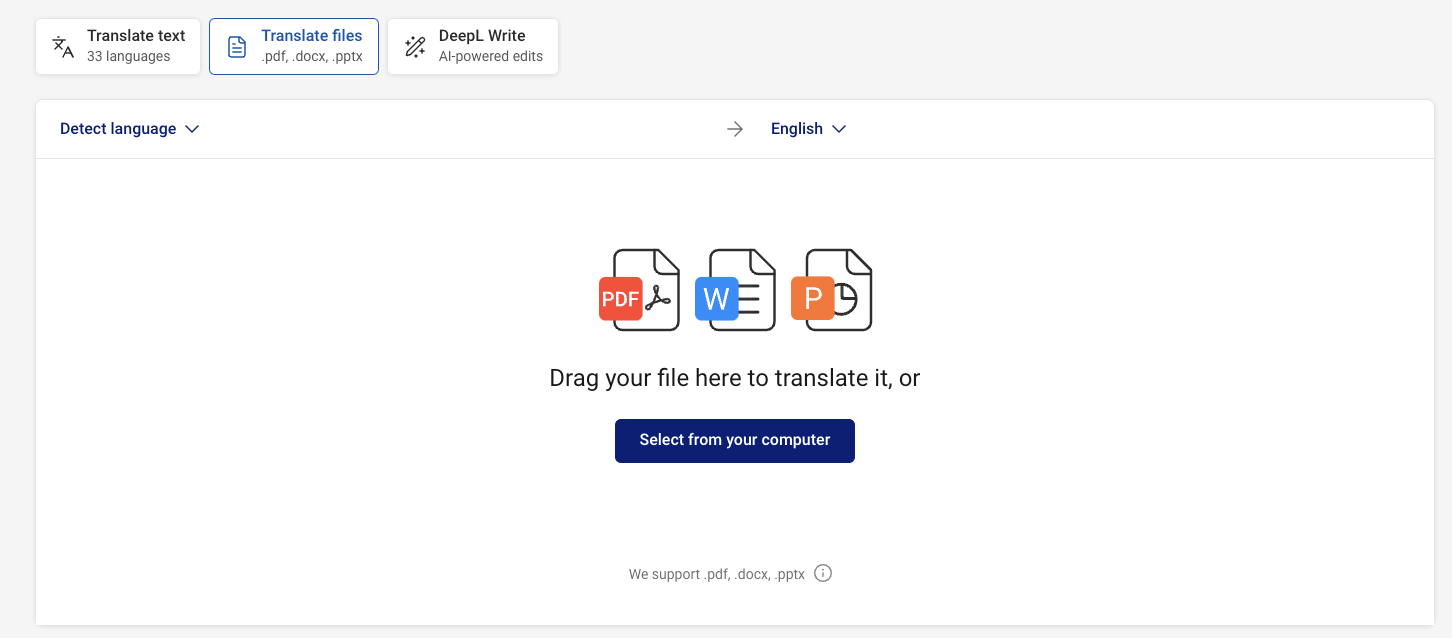 Translate text
33 languages
Translate files
.pdf, .docx, .pptx
DeepL Write
AI-powered edits
Detect language
English
PDF
W
P
Drag your file here to translate it, or
Select from your computer
We support .pdf, .docx, .pptx